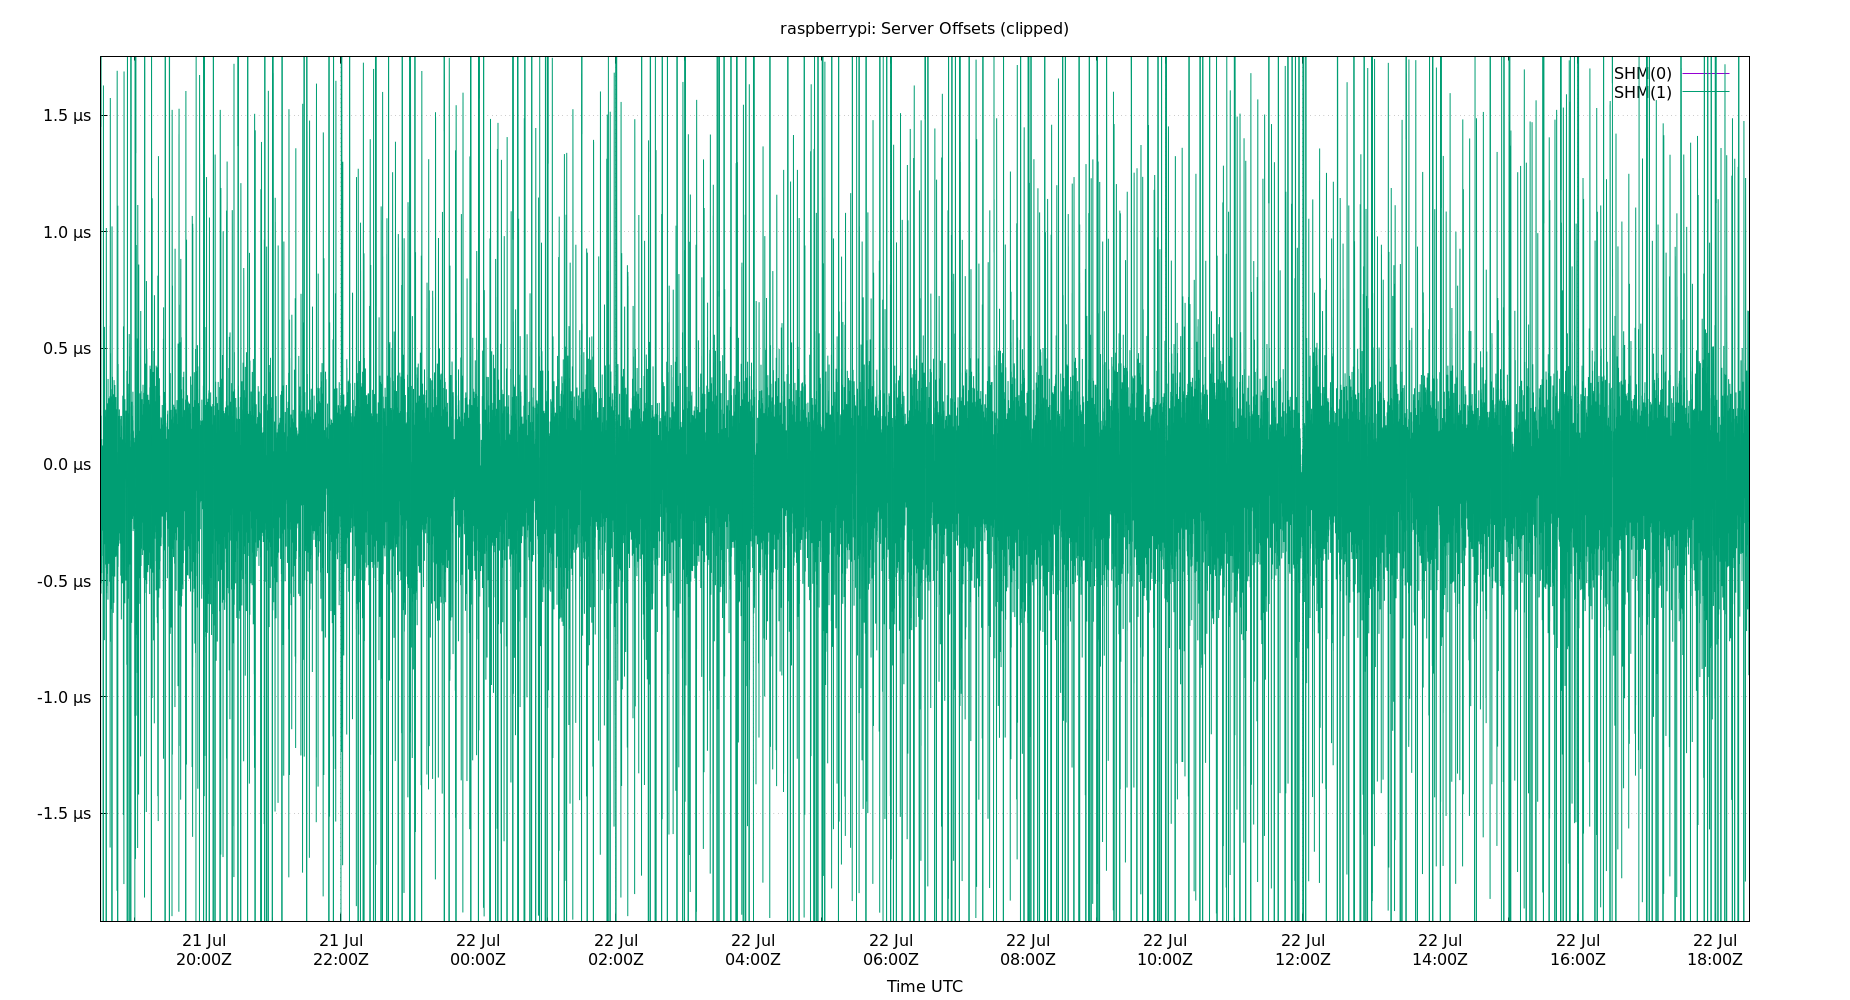 raspberrypi: Server Offsets (clipped)
SHM(0)
SHM(1)
1.5 µs
1.0 µs
0.5 µs
0.0 µs
-0.5 µs
-1.0 µs
-1.5 µs
21 Jul 21 Jul 22 Jul 22 Jul 22 Jul 22 Jul 22 Jul 22 Jul 22 Jul 22 Jul 22 Jul 22 Jul
20:00Z 22:00Z 00:00Z 02:00Z 04:00Z 06:00Z 08:00Z 10:00Z 12:00Z 14:00Z 16:00Z 18:00Z
Time UTC